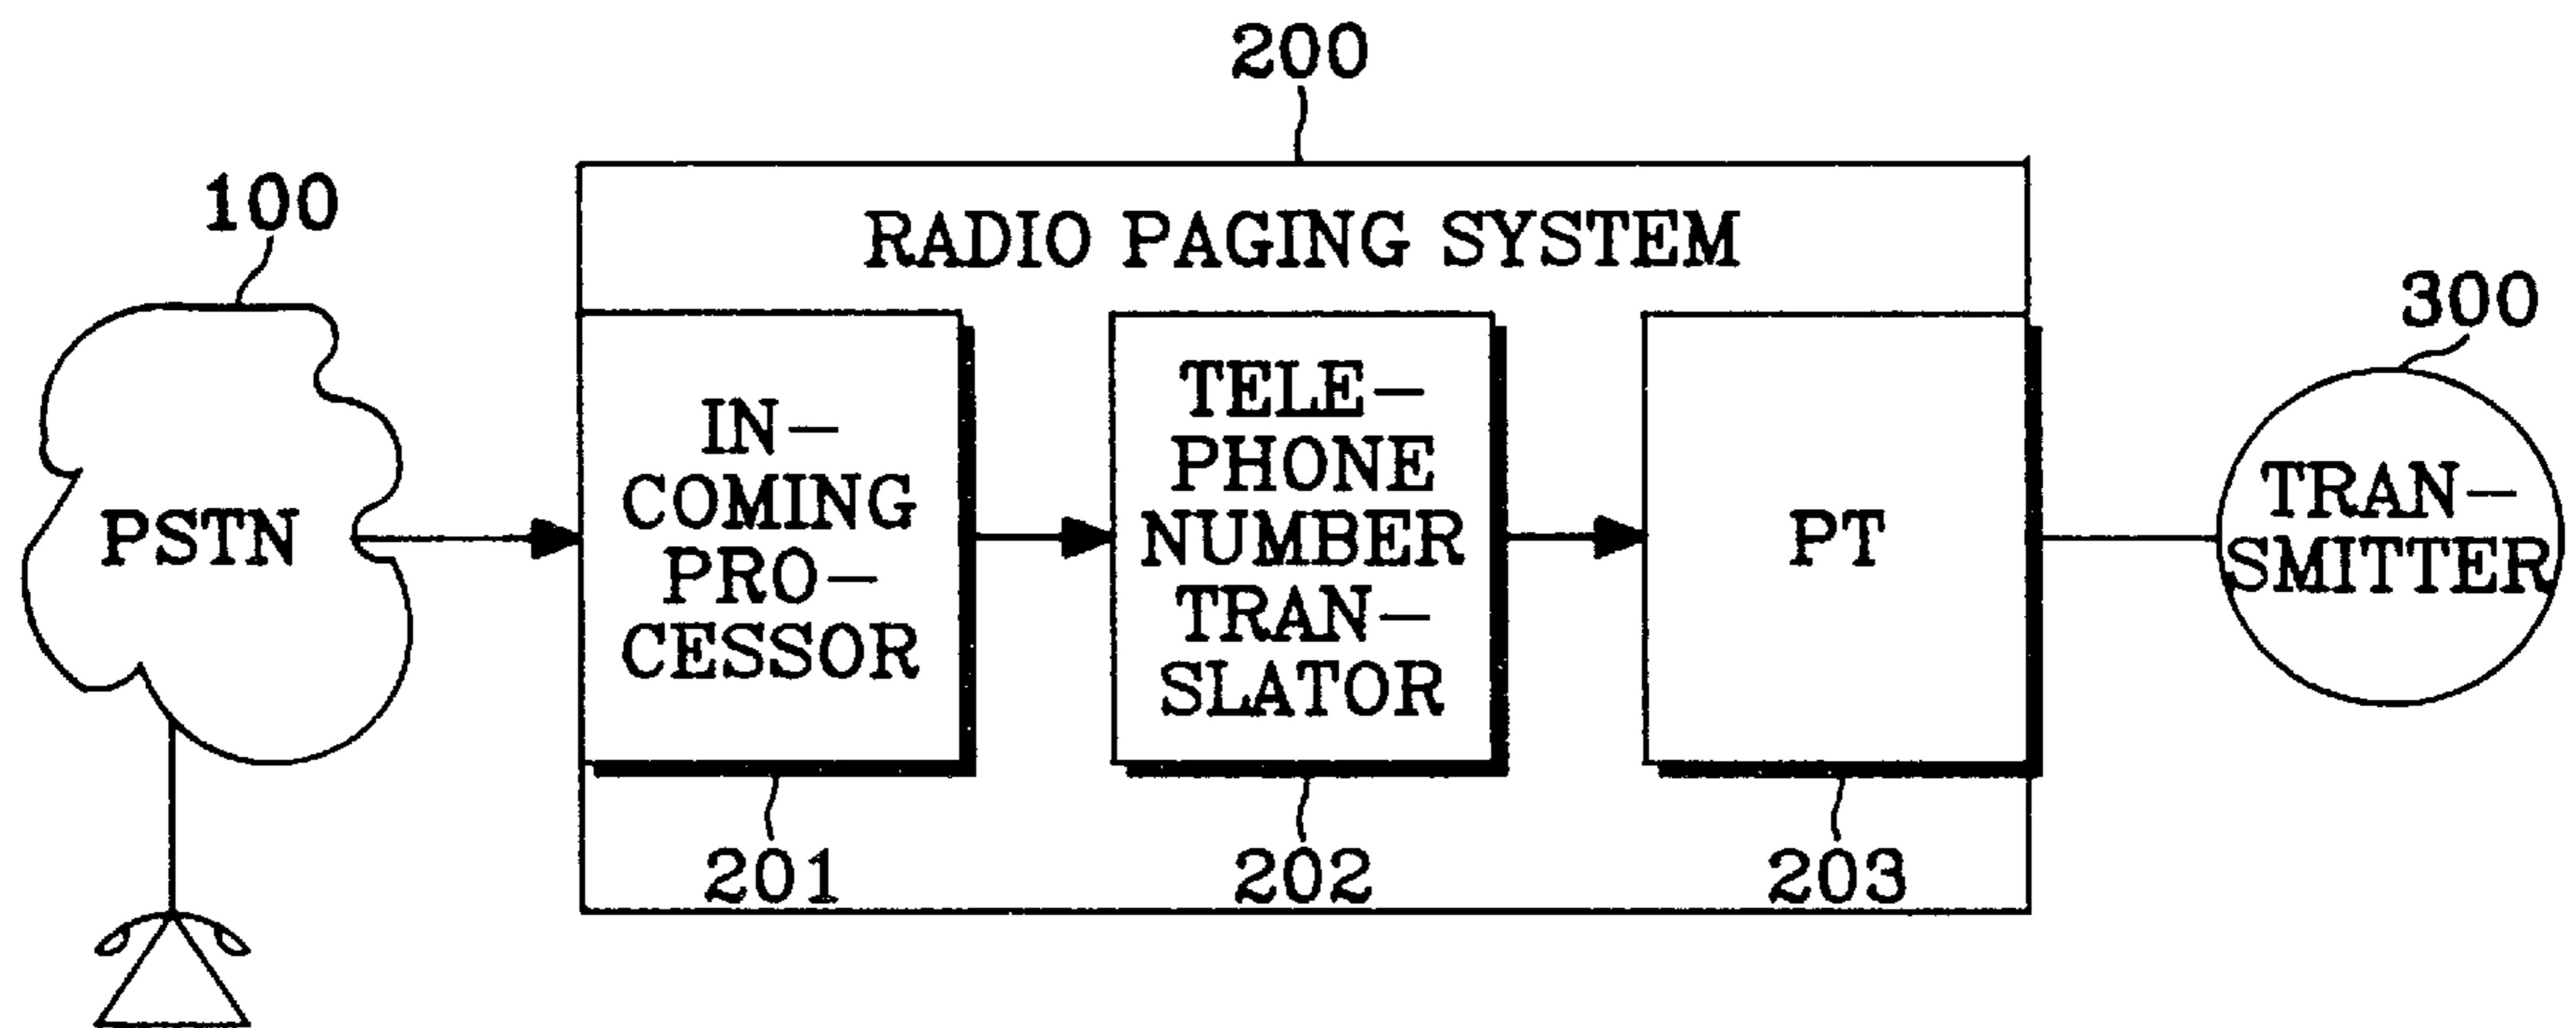 200
100
RADIO PAGING SYSTEM
300
PSTN
IN-
COMING
PRO-
CESSOR
TELE-
PHONE
NUMBER
TRAN-
SLATOR
PT
TRAN-
SMITTER
201
202
203